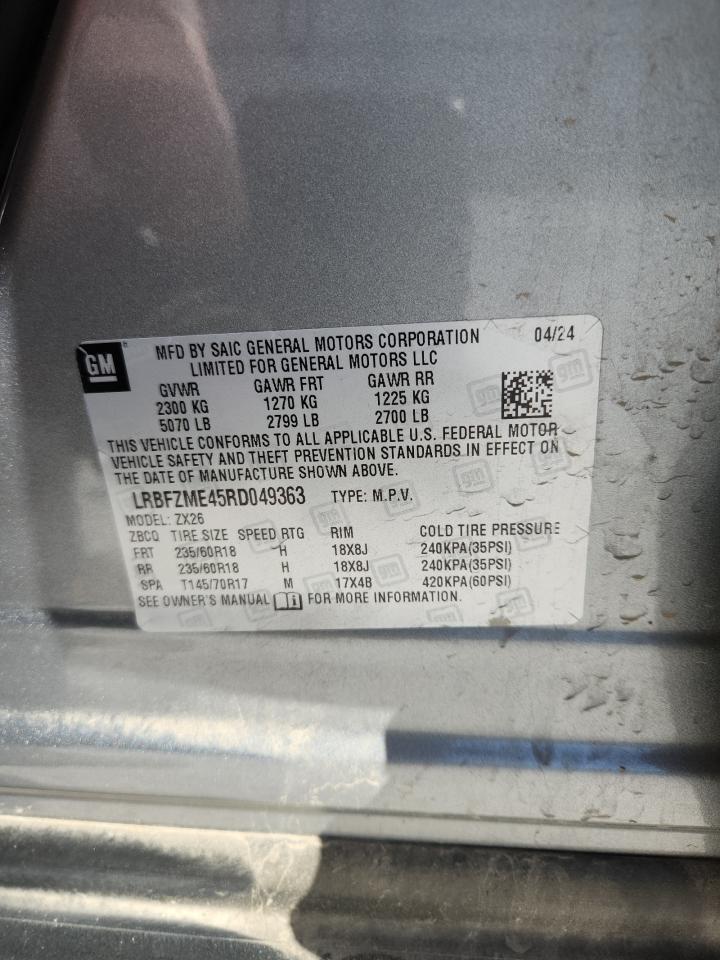 GM
MFD BY SAIC GENERAL MOTORS CORPORATION 04/24
LIMITED FOR GENERAL MOTORS LLC
GVWR GAWR FRT GAWR RR
2300 KG 1270 KG 1225 KG
5070 LB 2799 LB 2700 LB
THIS VEHICLE CONFORMS TO ALL APPLICABLE U.S. FEDERAL MOTOR
VEHICLE SAFETY AND THEFT PREVENTION STANDARDS IN EFFECT ON
THE DATE OF MANUFACTURE SHOWN ABOVE.
LRBFZME45RD049363 TYPE: M.P.V.
MODEL: ZX26
ZBCQ TIRE SIZE SPEED RTG RIM COLD TIRE PRESSURE
FRT 235/60R18 H 18X8J 240KPA(35PSI)
RR 235/60R18 H 18X8J 240KPA(35PSI)
SPA T145/70R17 M 17X4B 420KPA(60PSI)
SEE OWNER'S MANUAL FOR MORE INFORMATION.